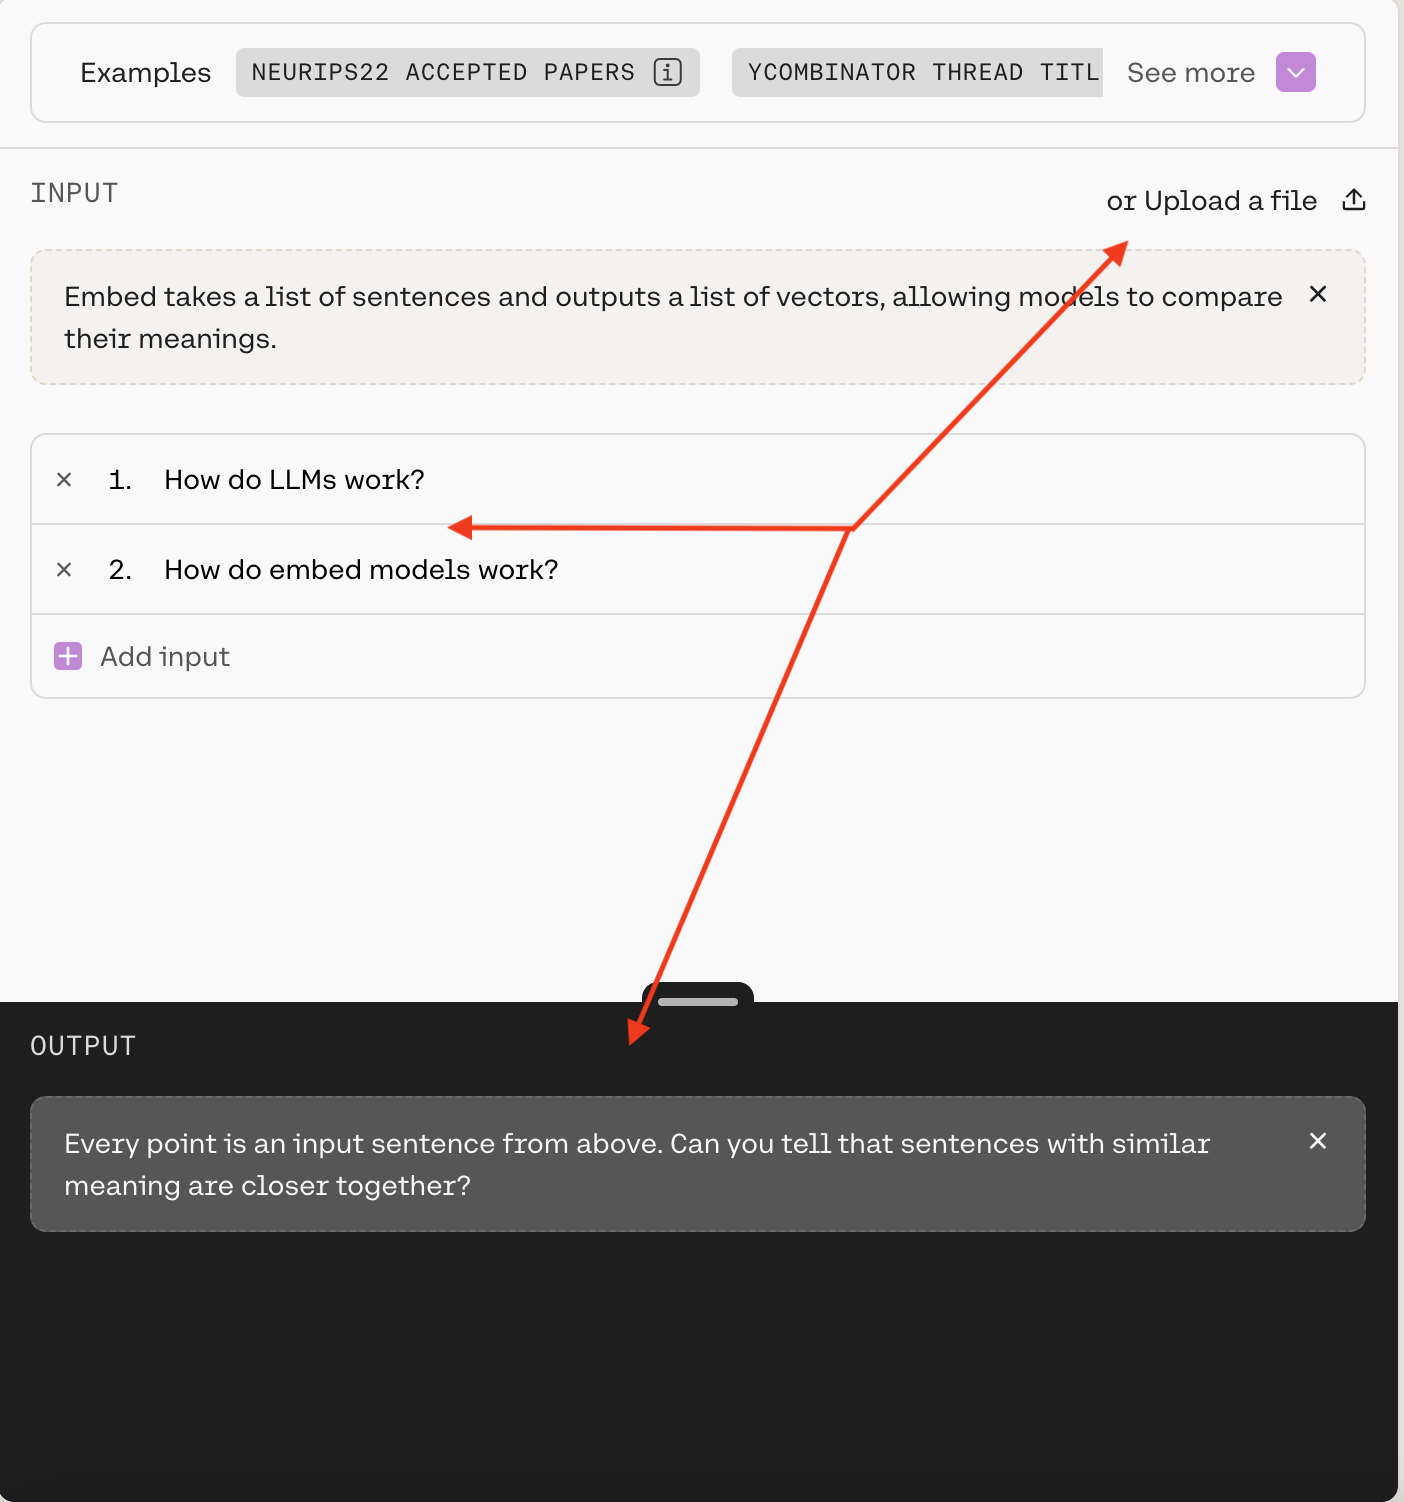 Examples NEURIPS22 ACCEPTED PAPERS YCOMBINATOR THREAD TITL See more
INPUT
or Upload a file
Embed takes a list of sentences and outputs a list of vectors, allowing models to compare
their meanings.
1. How do LLMs work?
2. How do embed models work?
Add input
OUTPUT
Every point is an input sentence from above. Can you tell that sentences with similar
meaning are closer together?